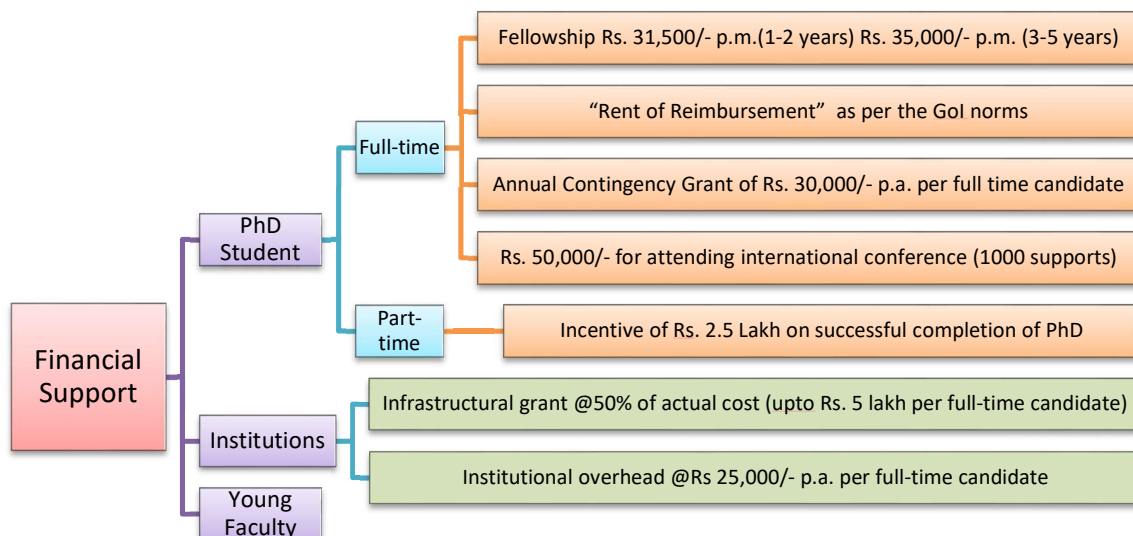 Financial
Support
PhD
Student
Full-time
Fellowship Rs. 31,500/- p.m.(1-2 years) Rs. 35,000/- p.m. (3-5 years)
“Rent of Reimbursement”  as per the GoI norms
Annual Contingency Grant of Rs. 30,000/- p.a. per full time candidate
Rs. 50,000/- for attending international conference (1000 supports)
Part-
time
Incentive of Rs. 2.5 Lakh on successful completion of PhD
Institutions
Infrastructural grant @50% of actual cost (upto Rs. 5 lakh per full-time candidate)
Institutional overhead @Rs 25,000/- p.a. per full-time candidate
Young
Faculty